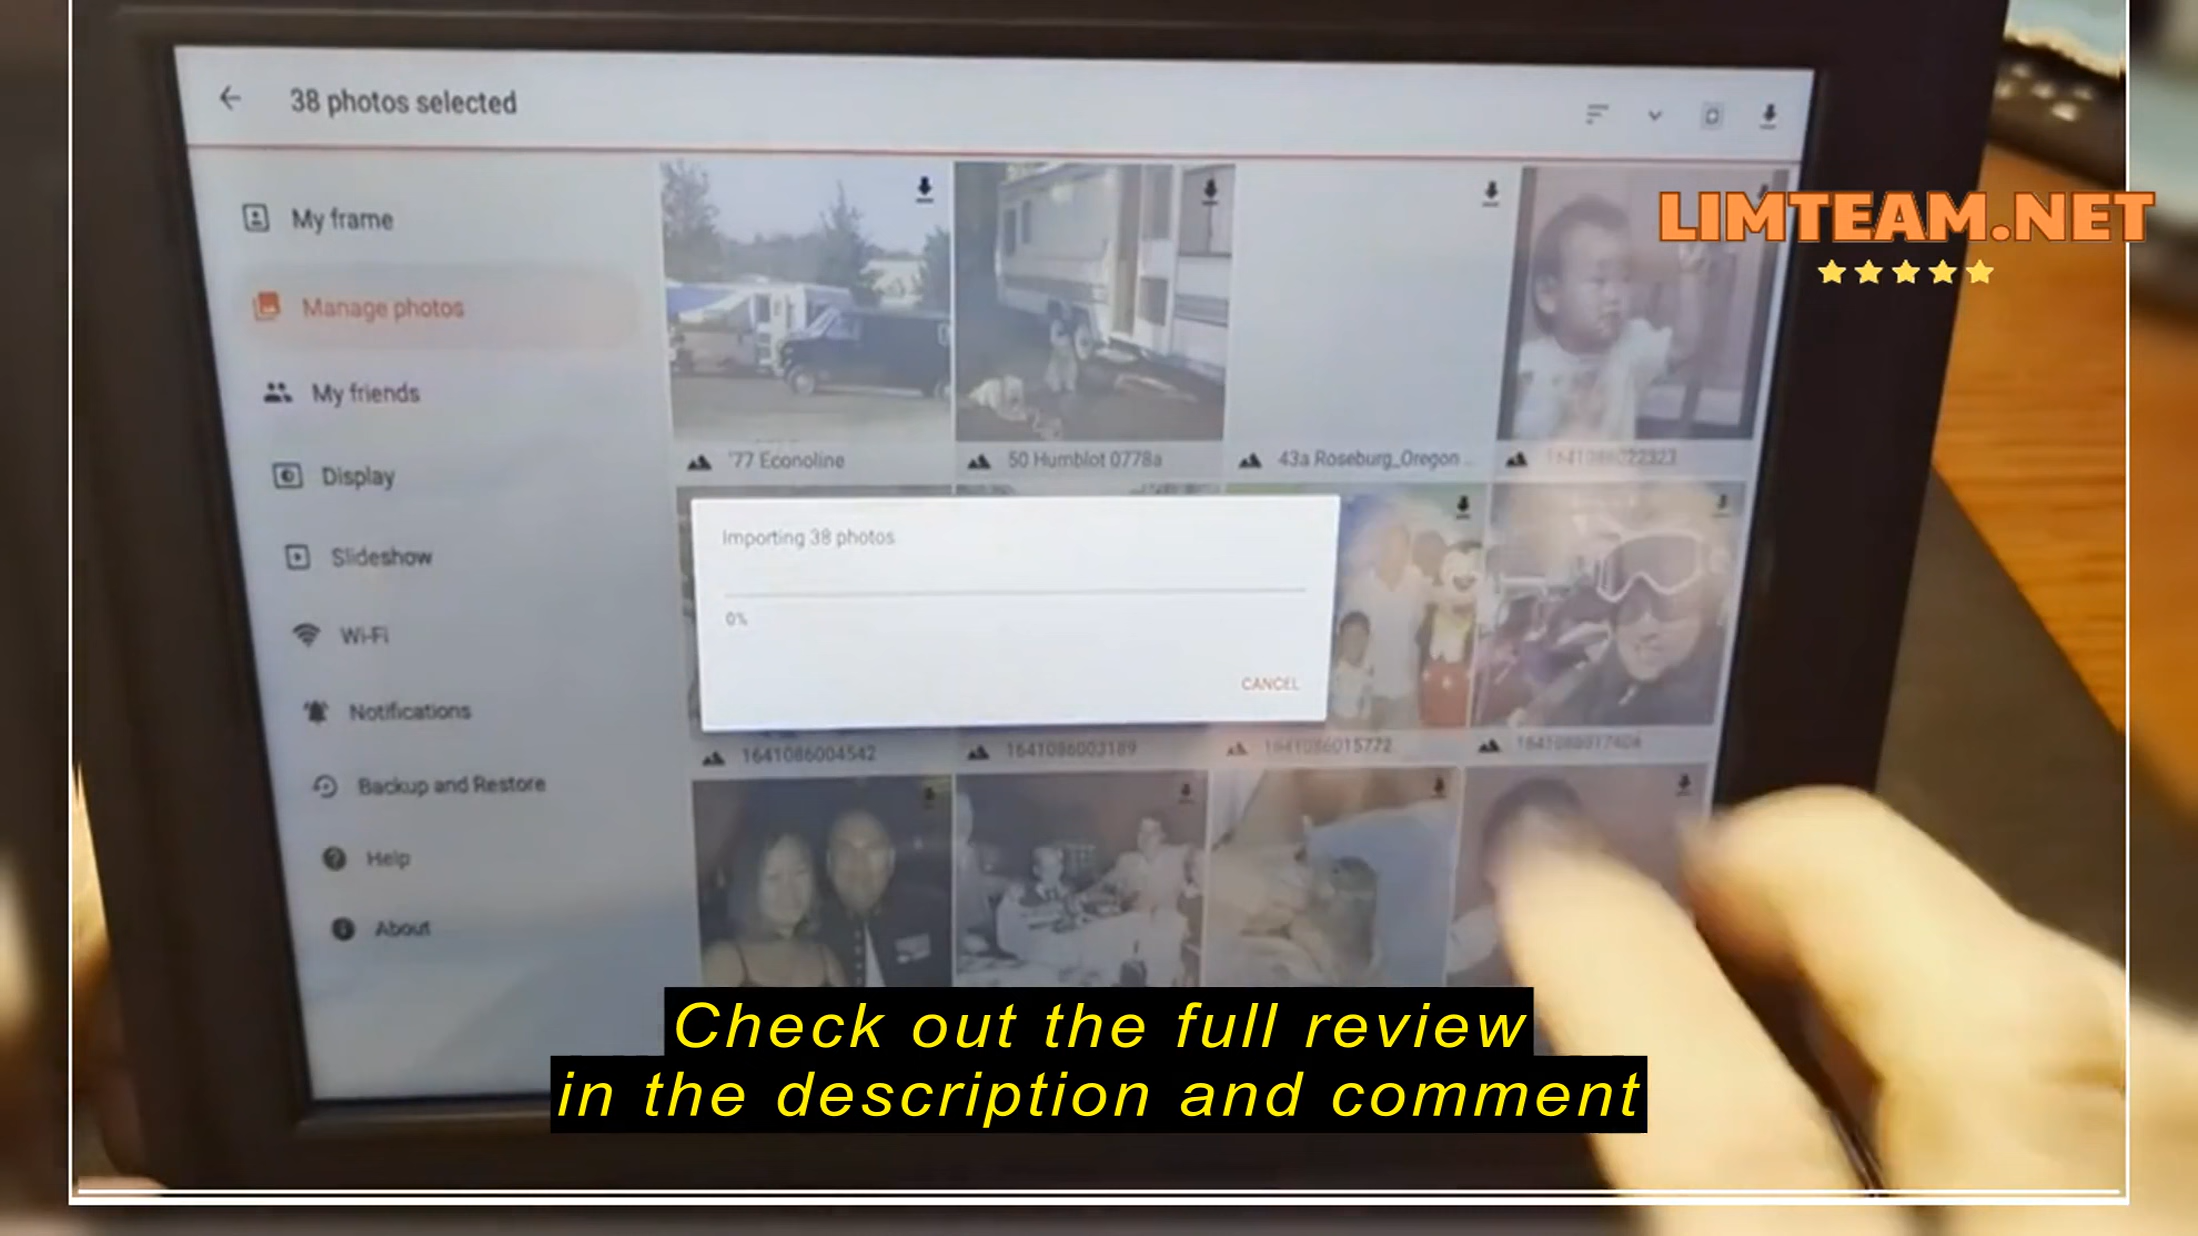 38 photos selected
My frame
Manage photos
My friends
Display
Slideshow
Wi-Fi
Notifications
Backup and Restore
Help
About
'77 Econoline
50 Humblot 0778a
43a Roseburg_Oregon ...
1641086022323
Importing 38 photos
0%
CANCEL
1641086004542
1641086003189
1641086015772
LIMTEAM.NET
Check out the full review
in the description and comment